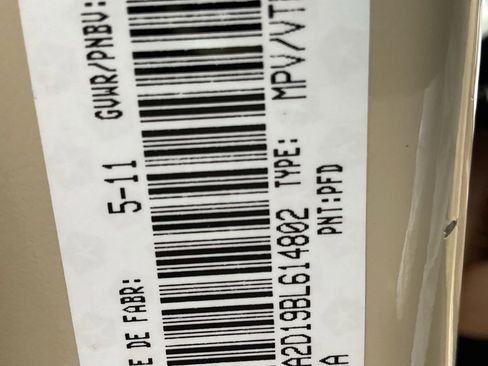 E DE FABR: 5-11 GVWR/PNBV:
A2D19BL614802 TYPE: MPV/VT
A PNT:PFD